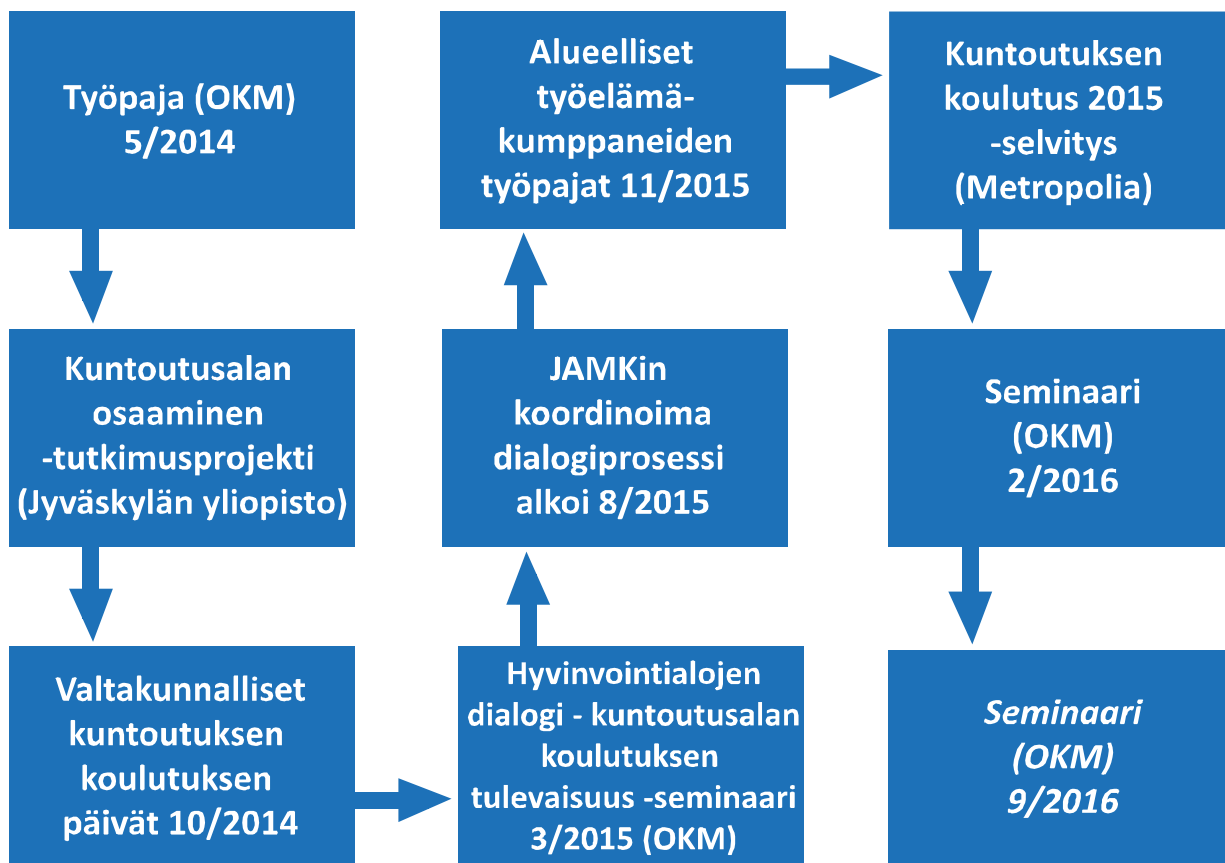 Työpaja (OKM)
5/2014
Kuntoutusalan
osaaminen
-tutkimusprojekti
(Jyväskylän yliopisto)
Valtakunnalliset
kuntoutuksen
koulutuksen
päivät 10/2014
Hyvinvointialojen
dialogi - kuntoutusalan
koulutuksen
tulevaisuus -seminaari
3/2015 (OKM)
JAMKin
koordinoima
dialogiprosessi
alkoi 8/2015
Alueelliset
työelämä-
kumppaneiden
työpajat 11/2015
Kuntoutuksen
koulutus 2015
-selvitys
(Metropolia)
Seminaari
(OKM)
2/2016
Seminaari
(OKM)
9/2016